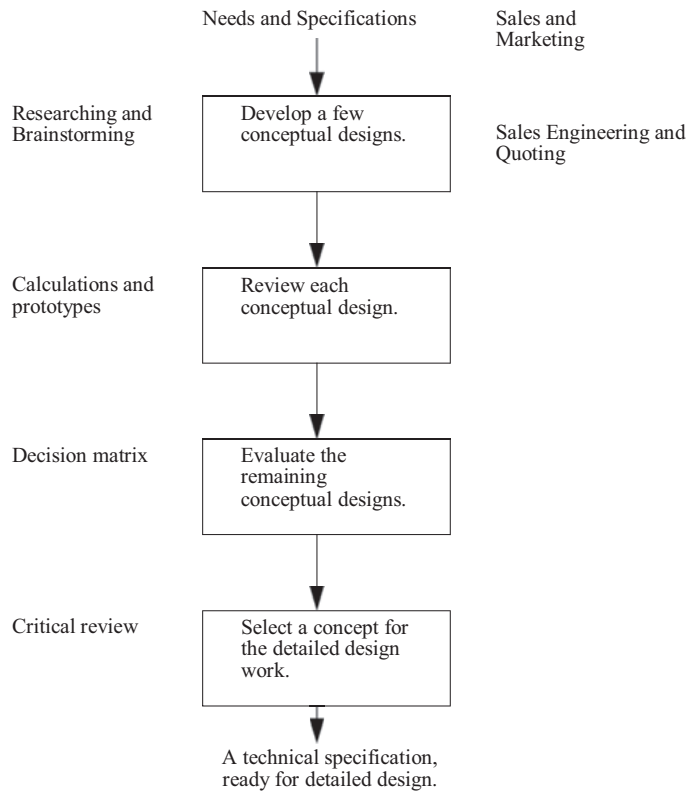 Needs and Specifications
Sales and
Marketing
Researching and
Brainstorming
Develop a few
conceptual designs.
Sales Engineering and
Quoting
Calculations and
prototypes
Review each
conceptual design.
Decision matrix
Evaluate the
remaining
conceptual designs.
Critical review
Select a concept for
the detailed design
work.
A technical specification,
ready for detailed design.